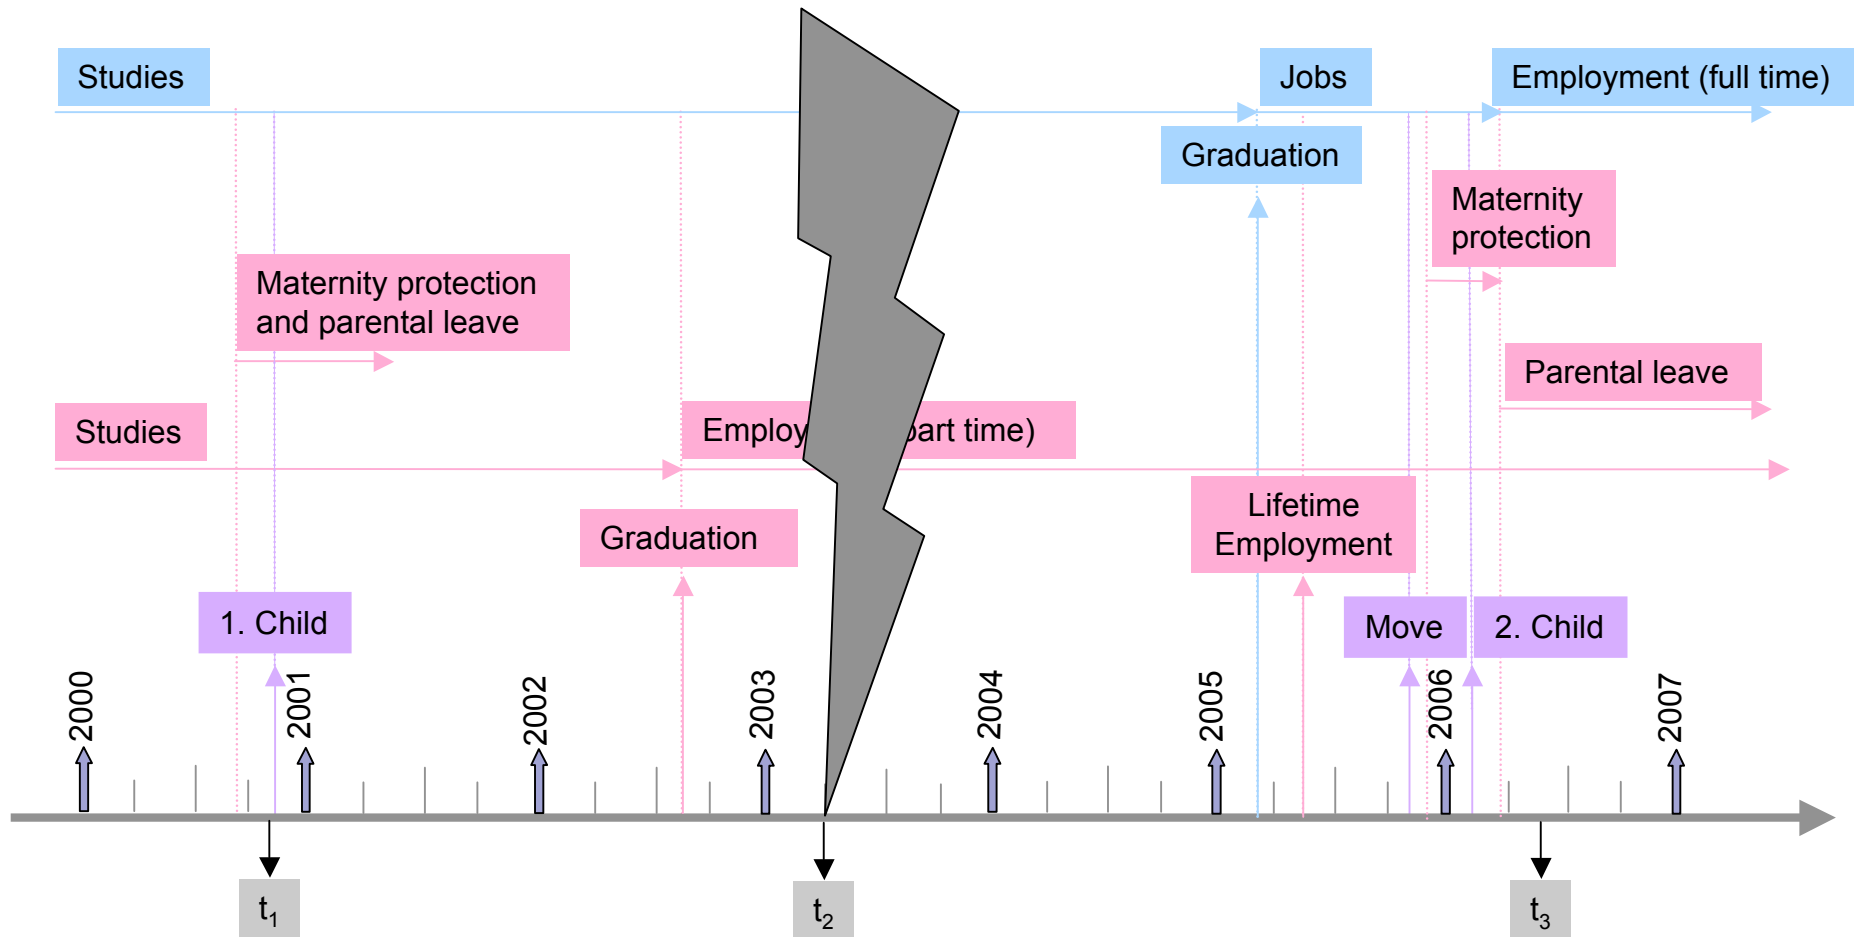 Studies
Jobs
Employment (full time)
Graduation
Maternity
protection
Maternity protection
and parental leave
Parental leave
Studies
Employ part time)
Lifetime
Employment
Graduation
1. Child
Move
2. Child
2000
2001
2002
2003
2004
2005
2006
2007
t1
t2
t3